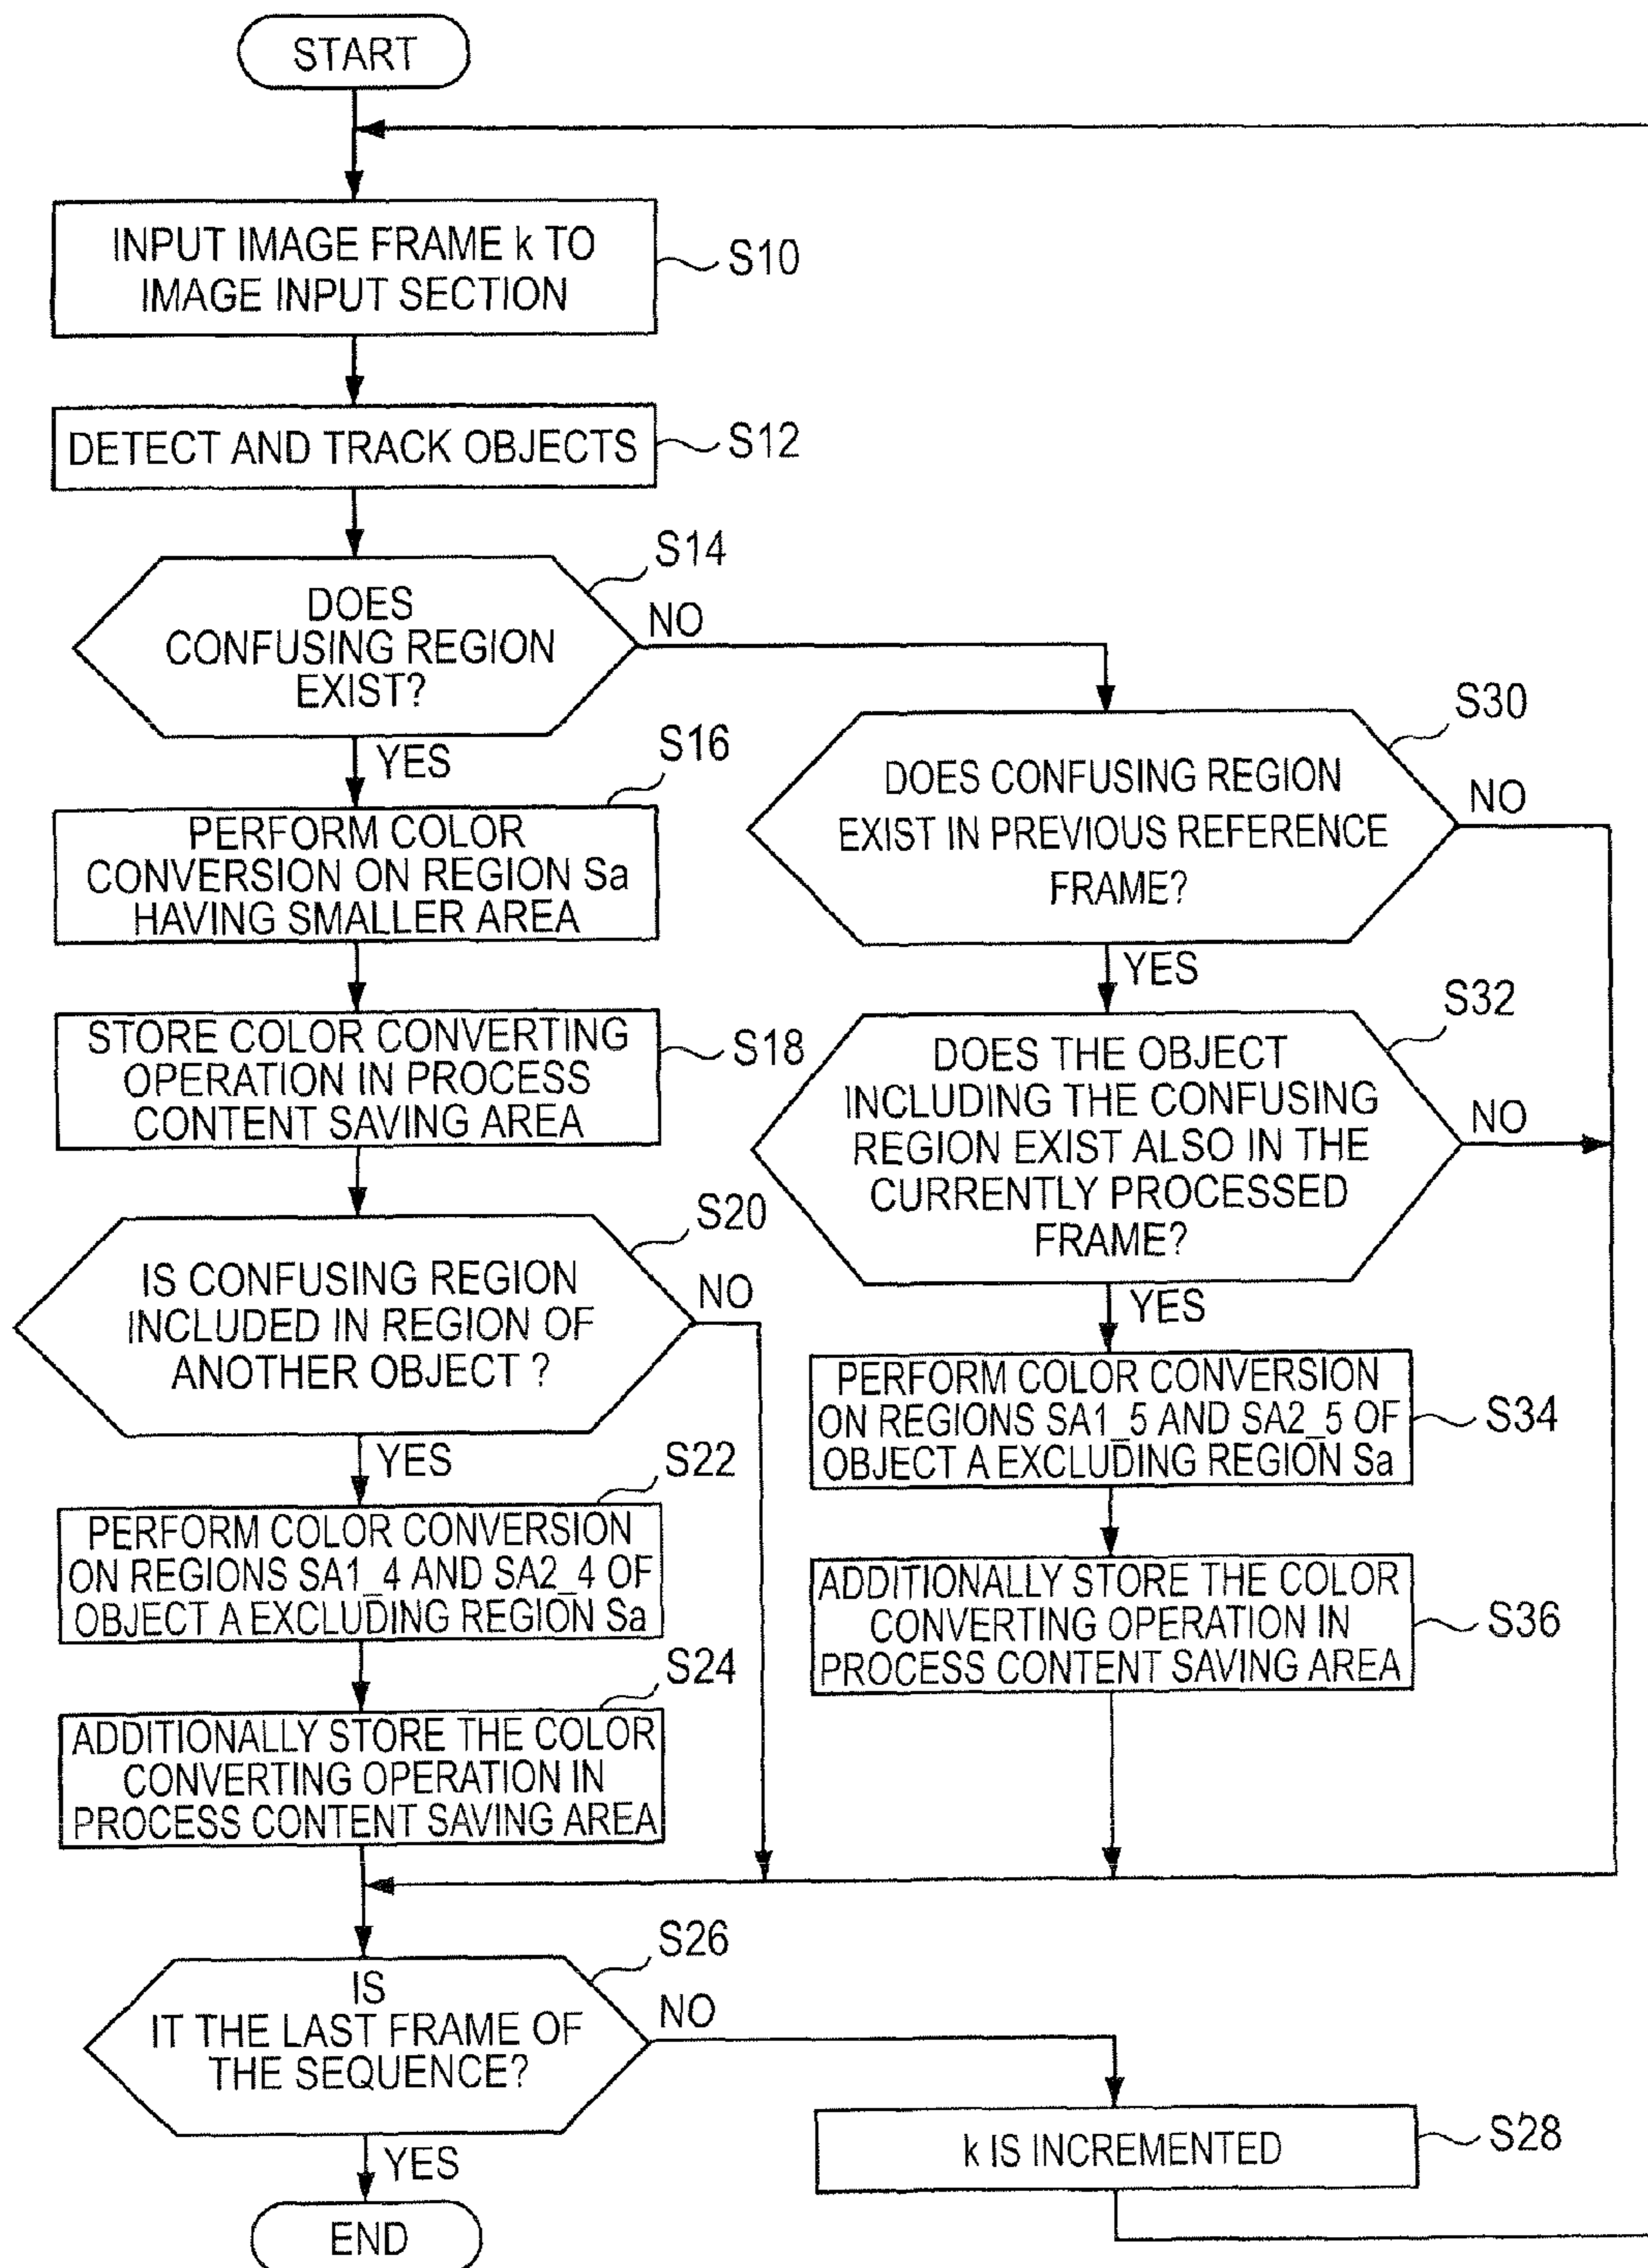 START
INPUT IMAGE FRAME k TO
IMAGE INPUT SECTION
S10
DETECT AND TRACK OBJECTS
S12
DOES
CONFUSING REGION
EXIST?
S14
NO
YES
S16
PERFORM COLOR
CONVERSION ON REGION Sa
HAVING SMALLER AREA
STORE COLOR CONVERTING
OPERATION IN PROCESS
CONTENT SAVING AREA
S18
S20
IS CONFUSING REGION
INCLUDED IN REGION OF
ANOTHER OBJECT ?
NO
YES
S22
PERFORM COLOR CONVERSION
ON REGIONS SA1_4 AND SA2_4 OF
OBJECT A EXCLUDING REGION Sa
S24
ADDITIONALLY STORE THE COLOR
CONVERTING OPERATION IN
PROCESS CONTENT SAVING AREA
S30
DOES CONFUSING REGION
EXIST IN PREVIOUS REFERENCE
FRAME?
NO
YES
S32
DOES THE OBJECT
INCLUDING THE CONFUSING
REGION EXIST ALSO IN THE
CURRENTLY PROCESSED
FRAME?
NO
YES
PERFORM COLOR CONVERSION
ON REGIONS SA1_5 AND SA2_5 OF
OBJECT A EXCLUDING REGION Sa
S34
ADDITIONALLY STORE THE COLOR
CONVERTING OPERATION IN
PROCESS CONTENT SAVING AREA
S36
S26
IS
IT THE LAST FRAME OF
THE SEQUENCE?
NO
YES
k IS INCREMENTED
S28
END